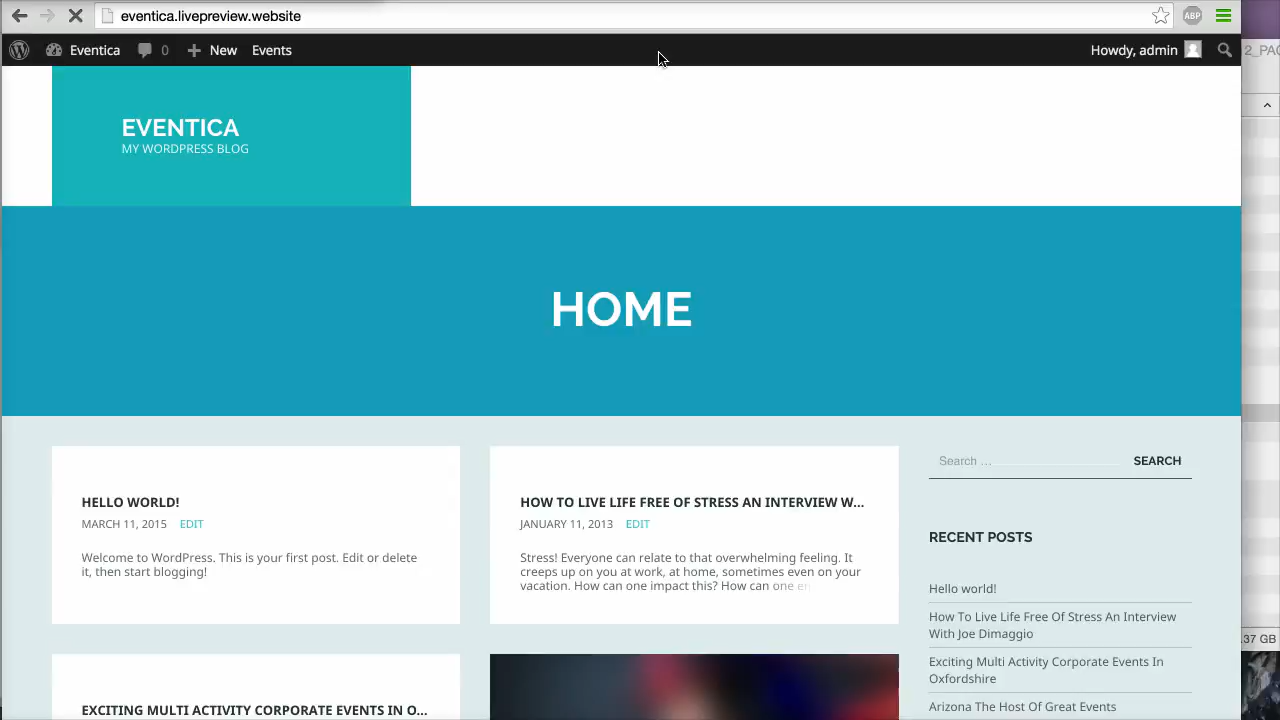 eventica.livepreview.website
ABP
2_PAG
Eventica 0 New Events Howdy, admin
EVENTICA
MY WORDPRESS BLOG
HOME
HELLO WORLD!
MARCH 11, 2015 EDIT
Welcome to WordPress. This is your first post. Edit or delete
it, then start blogging!
HOW TO LIVE LIFE FREE OF STRESS AN INTERVIEW W...
JANUARY 11, 2013 EDIT
Stress! Everyone can relate to that overwhelming feeling. It
creeps up on you at work, at home, sometimes even on your
vacation. How can one impact this? How can one en
Search ... SEARCH
RECENT POSTS
Hello world!
How To Live Life Free Of Stress An Interview
With Joe Dimaggio
Exciting Multi Activity Corporate Events In
Oxfordshire
Arizona The Host Of Great Events
.37 GB
EXCITING MULTI ACTIVITY CORPORATE EVENTS IN O...